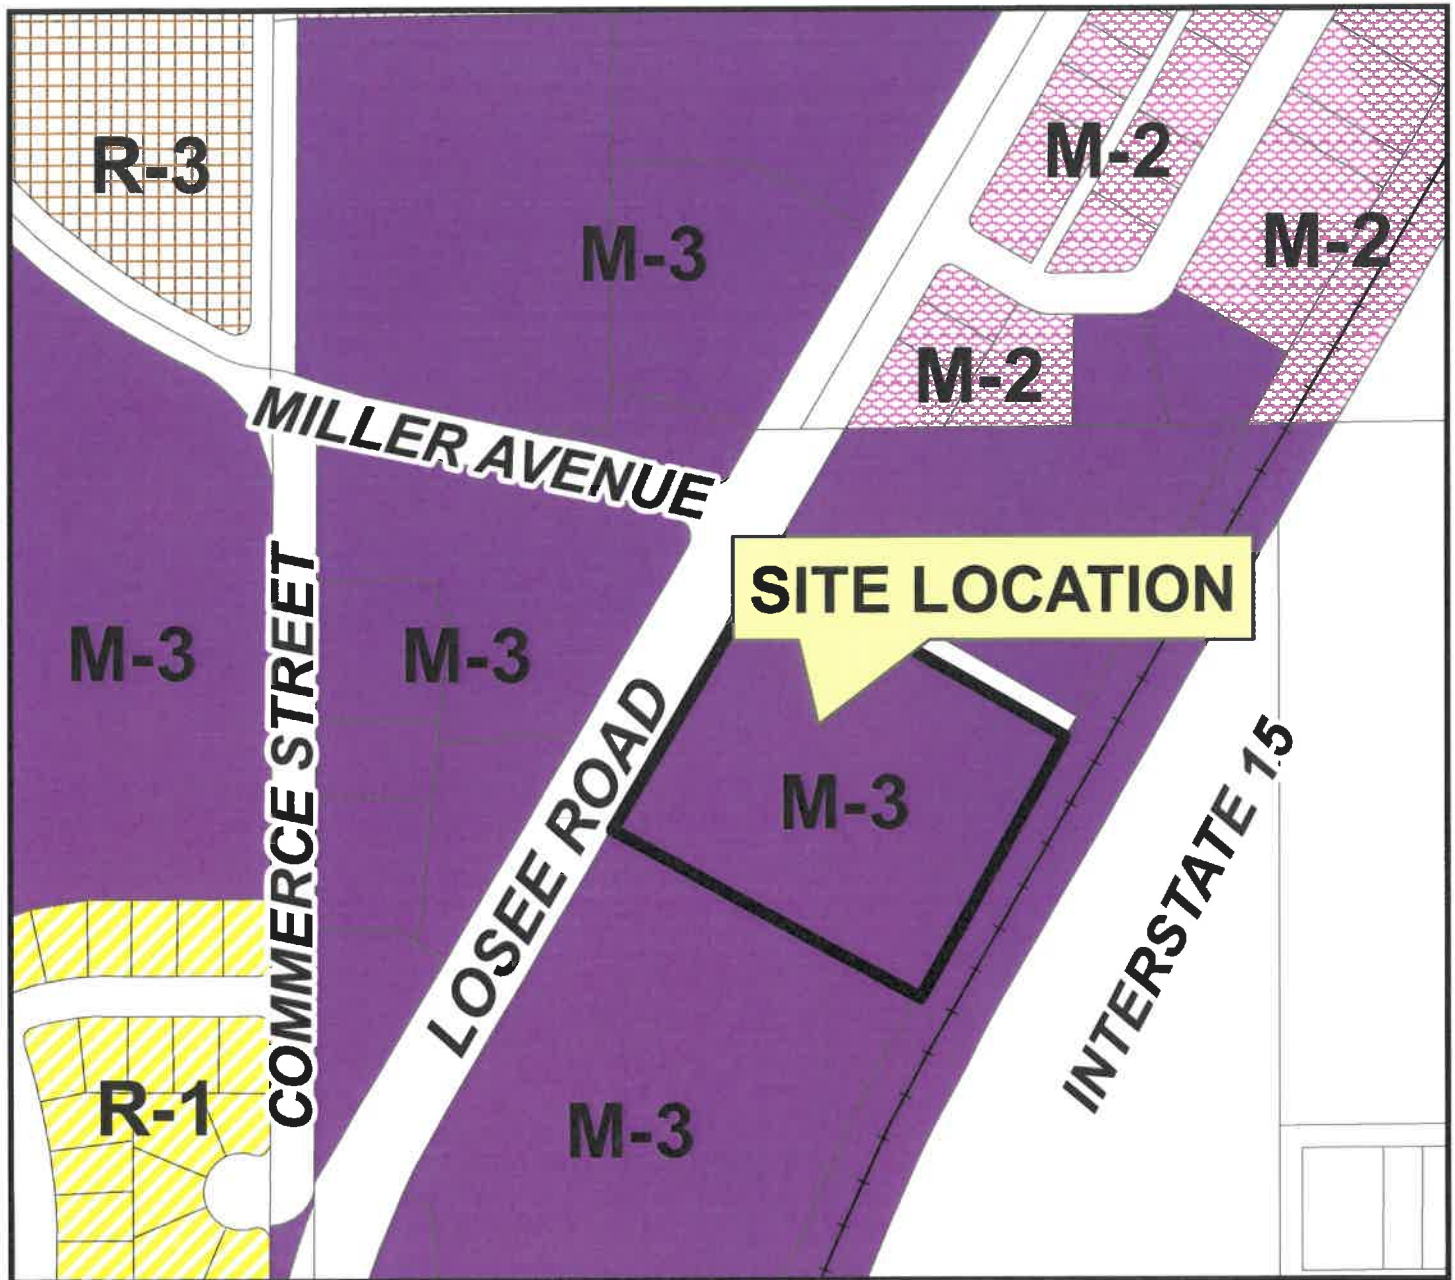 R-3
M-2
M-3
M-2
M-2
MILLER AVENUE
SITE LOCATION
M-3
M-3
COMMERCE STREET
LOSEE ROAD
M-3
INTERSTATE 15
R-1
M-3